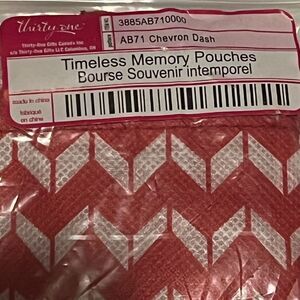 Thirty-One
Thirty-One Gifts Canada Inc
c/o Thirty-One Gifts LLC Columbus, OH
3885AB710000
AB71 Chevron Dash
Timeless Memory Pouches
Bourse Souvenir intemporel
made in china
fabriqué
en chine